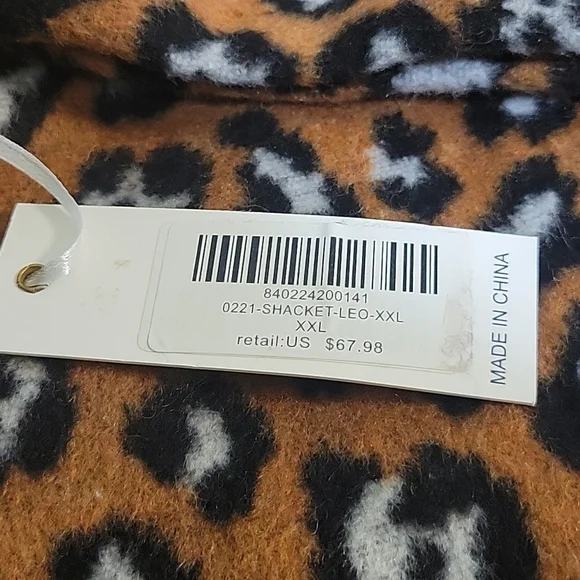 840224200141
0221-SHACKET-LEO-XXL
XXL
retail:US $67.98
MADE IN CHINA